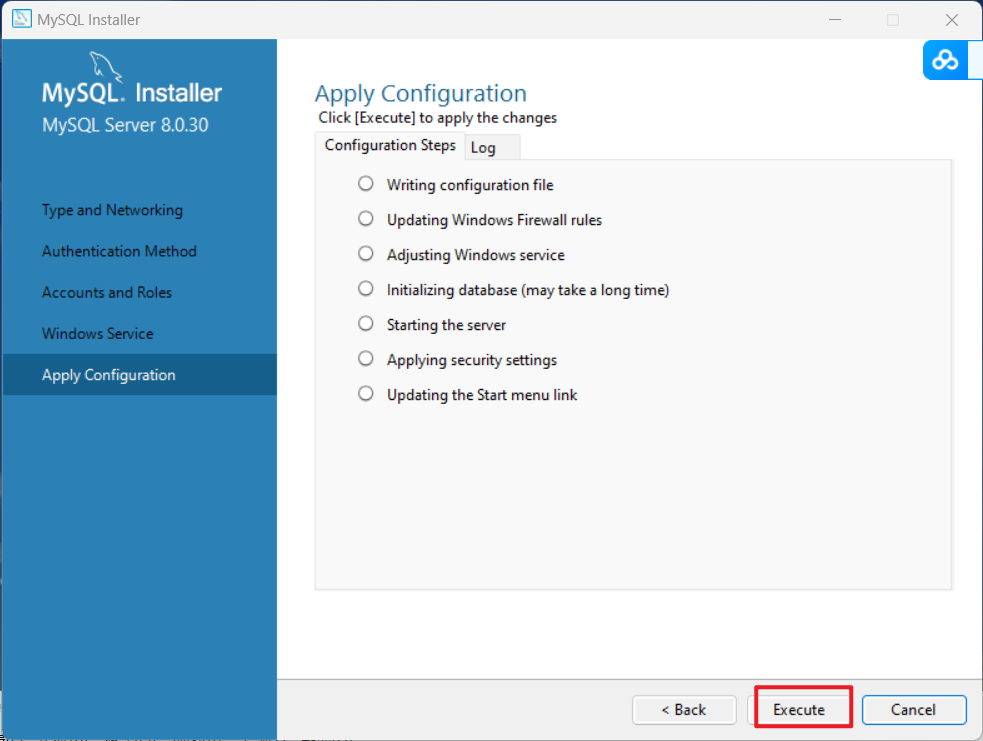 MySQL Installer
MySQL. Installer
MySQL Server 8.0.30
Type and Networking
Authentication Method
Accounts and Roles
Windows Service
Apply Configuration
Apply Configuration
Click [Execute] to apply the changes
Configuration Steps
Log
Writing configuration file
Updating Windows Firewall rules
Adjusting Windows service
Initializing database (may take a long time)
Starting the server
Applying security settings
Updating the Start menu link
< Back
Execute
Cancel